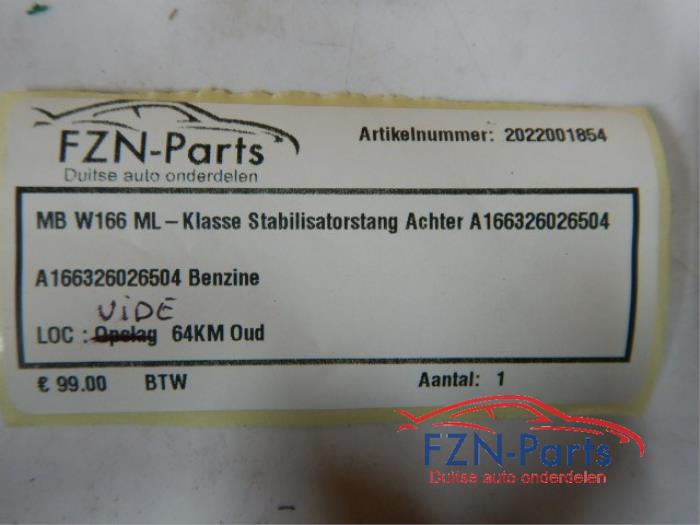 FZN-Parts
Duitse auto onderdelen
Artikelnummer: 2022001854
MB W166 ML-Klasse Stabilisatorstang Achter A166326026504
A166326026504 Benzine
ViDE
LOC : Opslag 64KM Oud
€ 99.00 BTW Aantal: 1
FZN-Parts
Duitse auto onderdelen